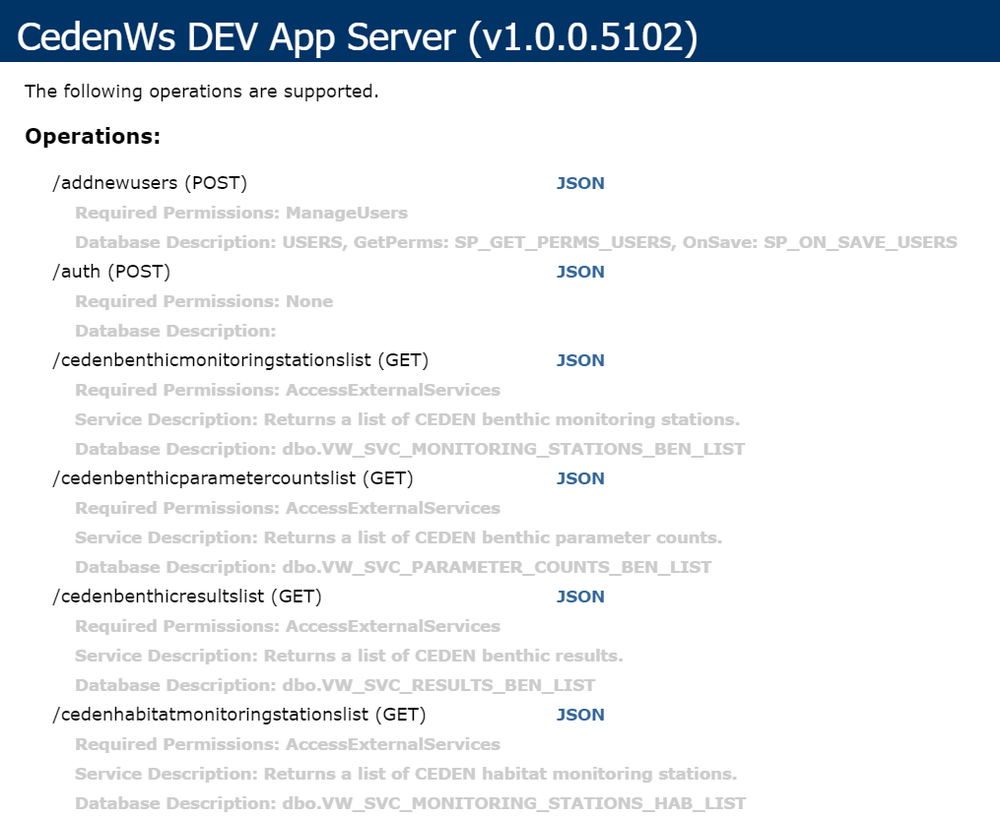 CedenWs DEV App Server (v1.0.0.5102)
The following operations are supported.
Operations:
/addnewusers (POST) JSON
Required Permissions: ManageUsers
Database Description: USERS, GetPerms: SP_GET_PERMS_USERS, OnSave: SP_ON_SAVE_USERS
/auth (POST) JSON
Required Permissions: None
Database Description:
/cedenbenthicmonitoringstationslist (GET) JSON
Required Permissions: AccessExternalServices
Service Description: Returns a list of CEDEN benthic monitoring stations.
Database Description: dbo.VW_SVC_MONITORING_STATIONS_BEN_LIST
/cedenbenthicparametercountslist (GET) JSON
Required Permissions: AccessExternalServices
Service Description: Returns a list of CEDEN benthic parameter counts.
Database Description: dbo.VW_SVC_PARAMETER_COUNTS_BEN_LIST
/cedenbenthicresultslist (GET) JSON
Required Permissions: AccessExternalServices
Service Description: Returns a list of CEDEN benthic results.
Database Description: dbo.VW_SVC_RESULTS_BEN_LIST
/cedenhabitatmonitoringstationslist (GET) JSON
Required Permissions: AccessExternalServices
Service Description: Returns a list of CEDEN habitat monitoring stations.
Database Description: dbo.VW_SVC_MONITORING_STATIONS_HAB_LIST